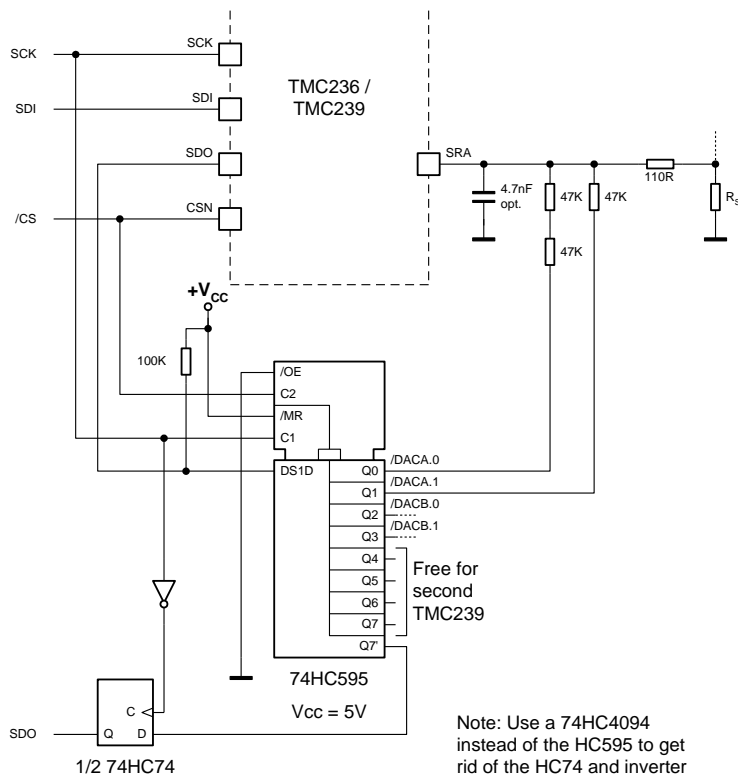 SCK
SCK
TMC236 /
TMC239
SDI
SDI
SDO
SRA
110R
4.7nF
opt.
47K
47K
R_S
/CS
CSN
47K
+V_CC
100K
/OE
C2
/MR
C1
DS1D
Q0
/DACA.0
Q1
/DACA.1
Q2
/DACB.0
Q3
/DACB.1
Q4
Q5
Q6
Q7
Q7'
Free for
second
TMC239
74HC595
Vcc = 5V
C
SDO
Q
D
1/2 74HC74
Note: Use a 74HC4094
instead of the HC595 to get
rid of the HC74 and inverter